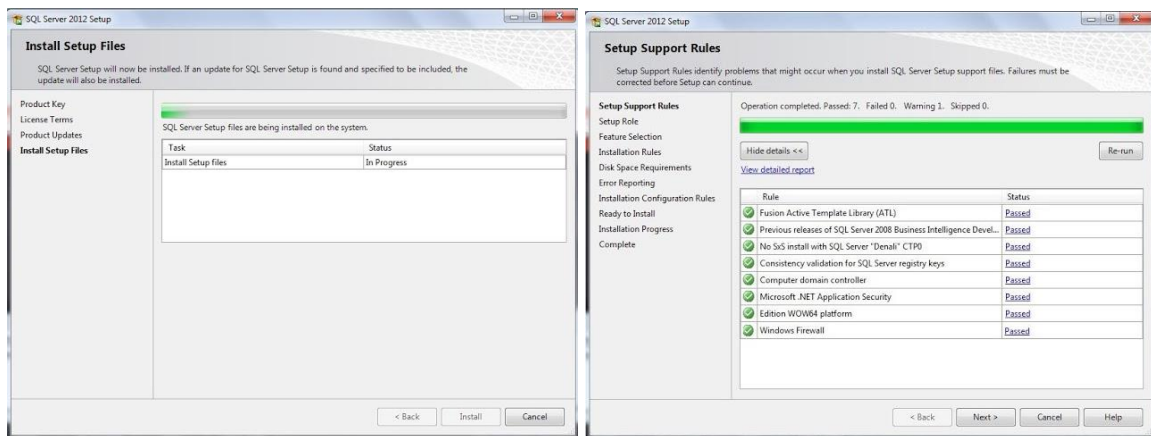 SQL Server 2012 Setup
Install Setup Files
SQL Server Setup will now be installed. If an update for SQL Server Setup is found and specified to be included, the
update will also be installed.
Product Key
License Terms
Product Updates
Install Setup Files
SQL Server Setup files are being installed on the system.
Task Status
Install Setup files In Progress
< Back Install Cancel
SQL Server 2012 Setup
Setup Support Rules
Setup Support Rules identify problems that might occur when you install SQL Server Setup support files. Failures must be
corrected before Setup can continue.
Setup Support Rules
Setup Role
Feature Selection
Installation Rules
Disk Space Requirements
Error Reporting
Installation Configuration Rules
Ready to Install
Installation Progress
Complete
Operation completed. Passed: 7. Failed 0. Warning 1. Skipped 0.
Hide details << Re-run
View detailed report
Rule Status
Fusion Active Template Library (ATL) Passed
Previous releases of SQL Server 2008 Business Intelligence Devel... Passed
No SxS install with SQL Server "Denali" CTP0 Passed
Consistency validation for SQL Server registry keys Passed
Computer domain controller Passed
Microsoft .NET Application Security Passed
Edition WOW64 platform Passed
Windows Firewall Passed
< Back Next > Cancel Help